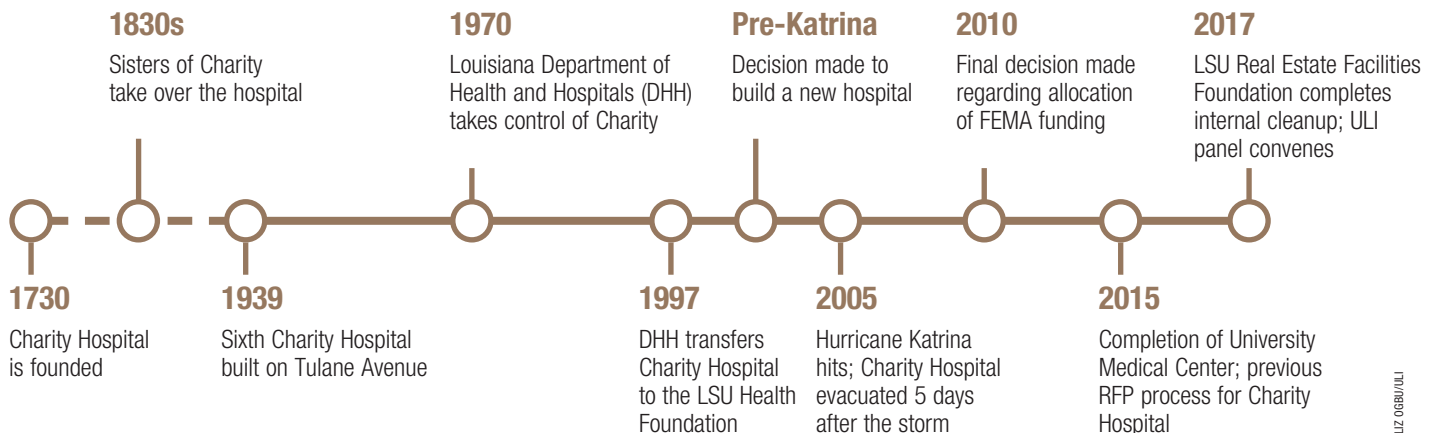 1830s
Sisters of Charity
take over the hospital
1970
Louisiana Department of
Health and Hospitals (DHH)
takes control of Charity
Pre-Katrina
Decision made to
build a new hospital
2010
Final decision made
regarding allocation
of FEMA funding
2017
LSU Real Estate Facilities
Foundation completes
internal cleanup; ULI
panel convenes
1730
Charity Hospital
is founded
1939
Sixth Charity Hospital
built on Tulane Avenue
1997
DHH transfers
Charity Hospital
to the LSU Health
Foundation
2005
Hurricane Katrina
hits; Charity Hospital
evacuated 5 days
after the storm
2015
Completion of University
Medical Center; previous
RFP process for Charity
Hospital
LIZ OGBU/ULI